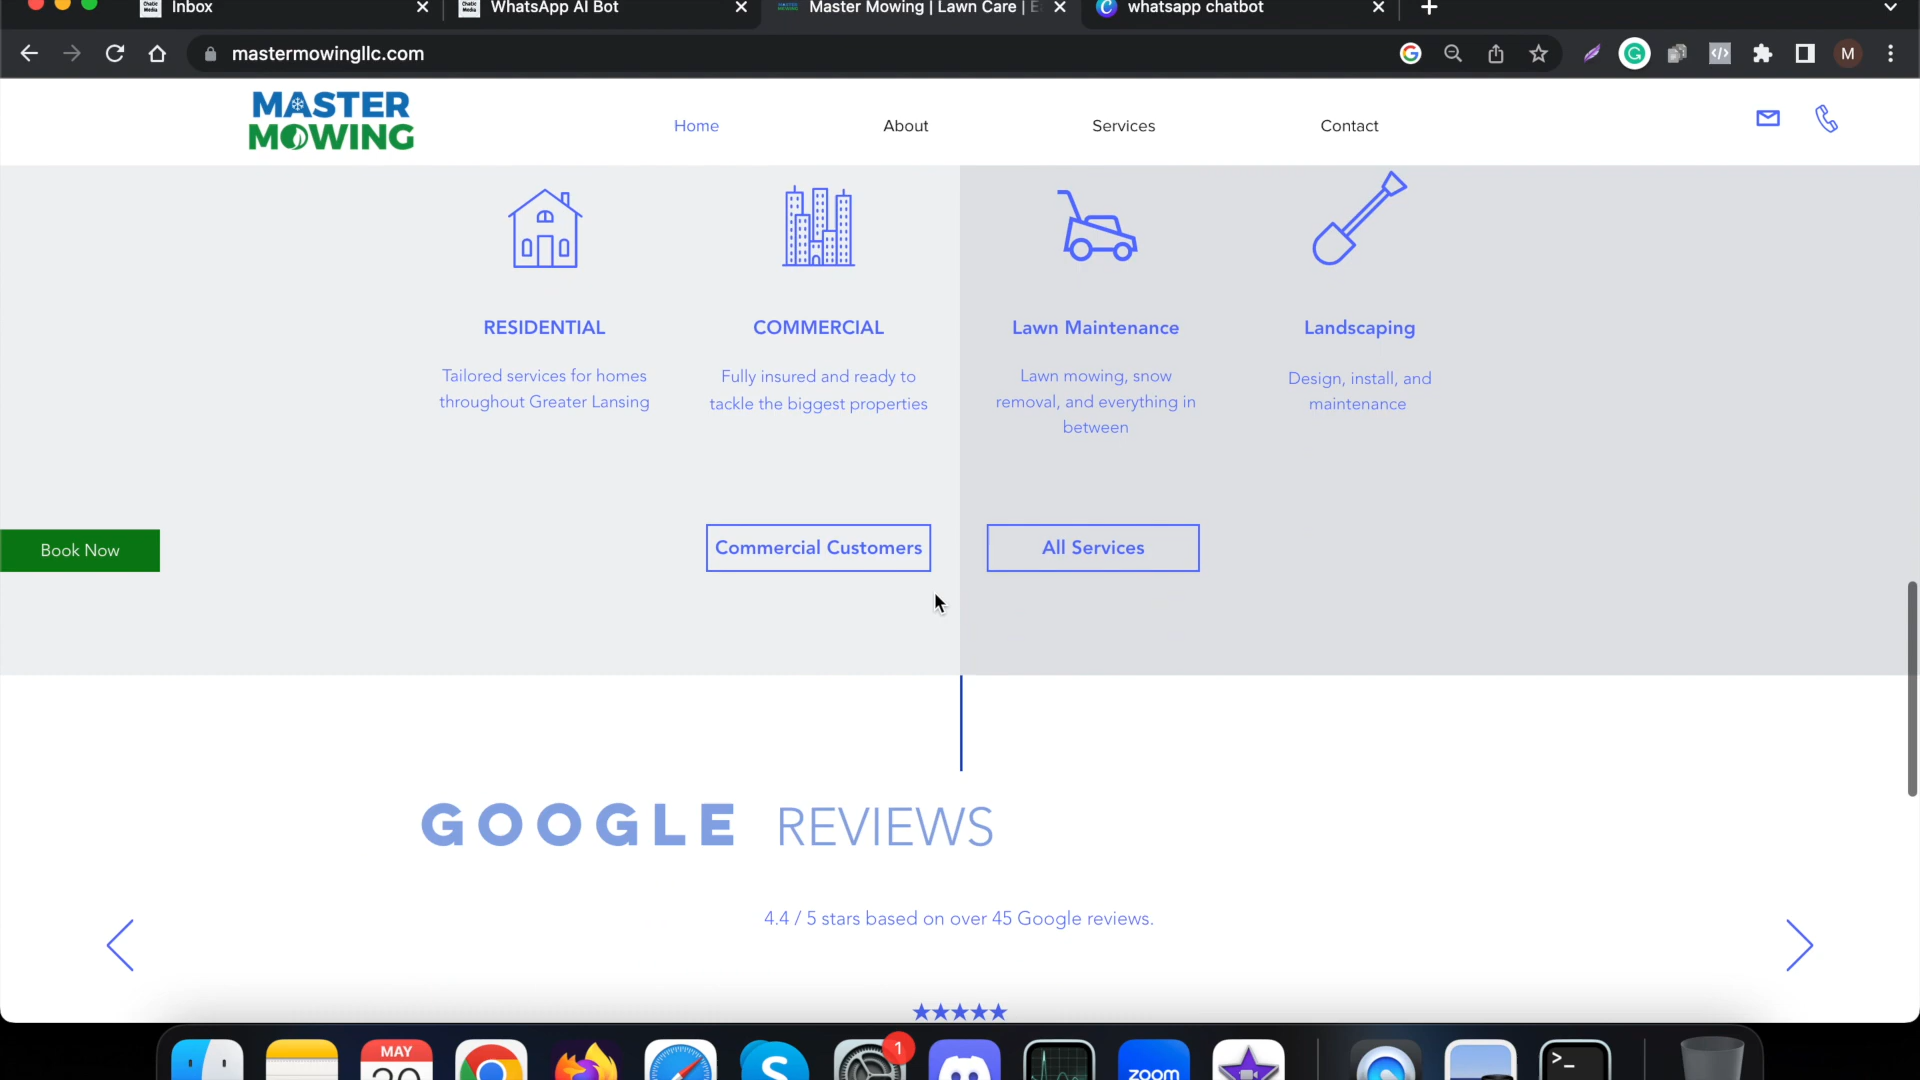 Inbox
WhatsApp AI Bot
Master Mowing | Lawn Care | E
whatsapp chatbot
mastermowingllc.com
M
MASTER
MOWING
Home
About
Services
Contact
RESIDENTIAL
COMMERCIAL
Lawn Maintenance
Landscaping
Tailored services for homes
throughout Greater Lansing
Fully insured and ready to
tackle the biggest properties
Lawn mowing, snow
removal, and everything in
between
Design, install, and
maintenance
Book Now
Commercial Customers
All Services
GOOGLE REVIEWS
4.4 / 5 stars based on over 45 Google reviews.
MAY
1
zoom